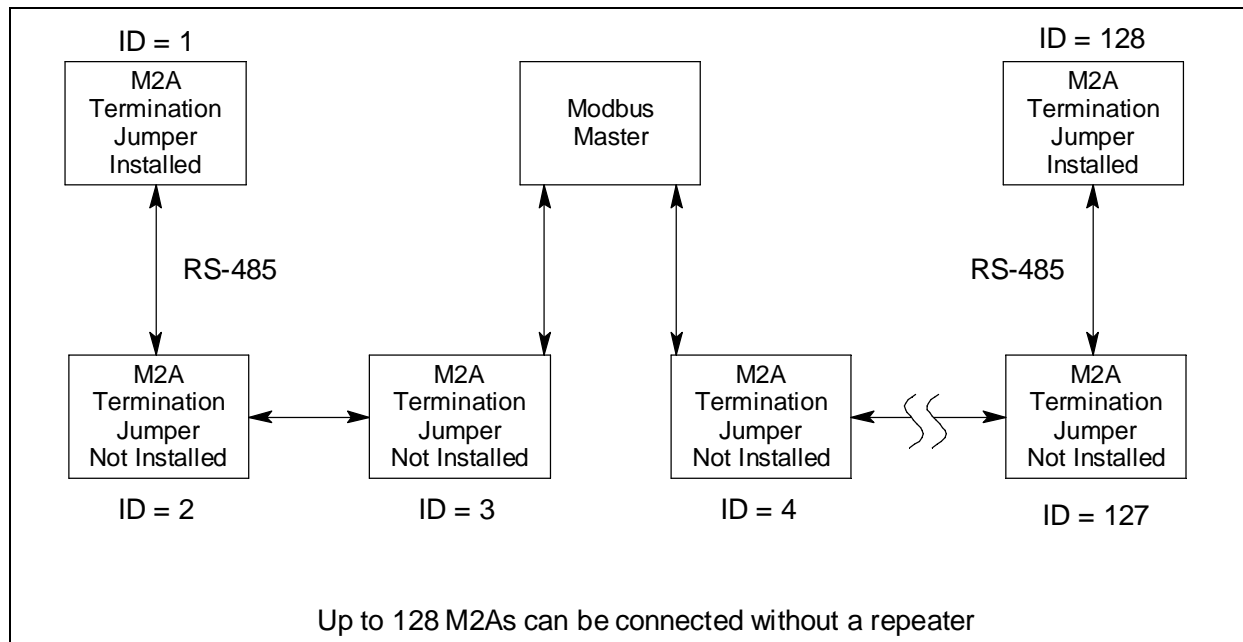 ID = 1
M2A
Termination
Jumper
Installed
Modbus
Master
ID = 128
M2A
Termination
Jumper
Installed
RS-485
RS-485
M2A
Termination
Jumper
Not Installed
ID = 2
M2A
Termination
Jumper
Not Installed
ID = 3
M2A
Termination
Jumper
Not Installed
ID = 4
M2A
Termination
Jumper
Not Installed
ID = 127
Up to 128 M2As can be connected without a repeater